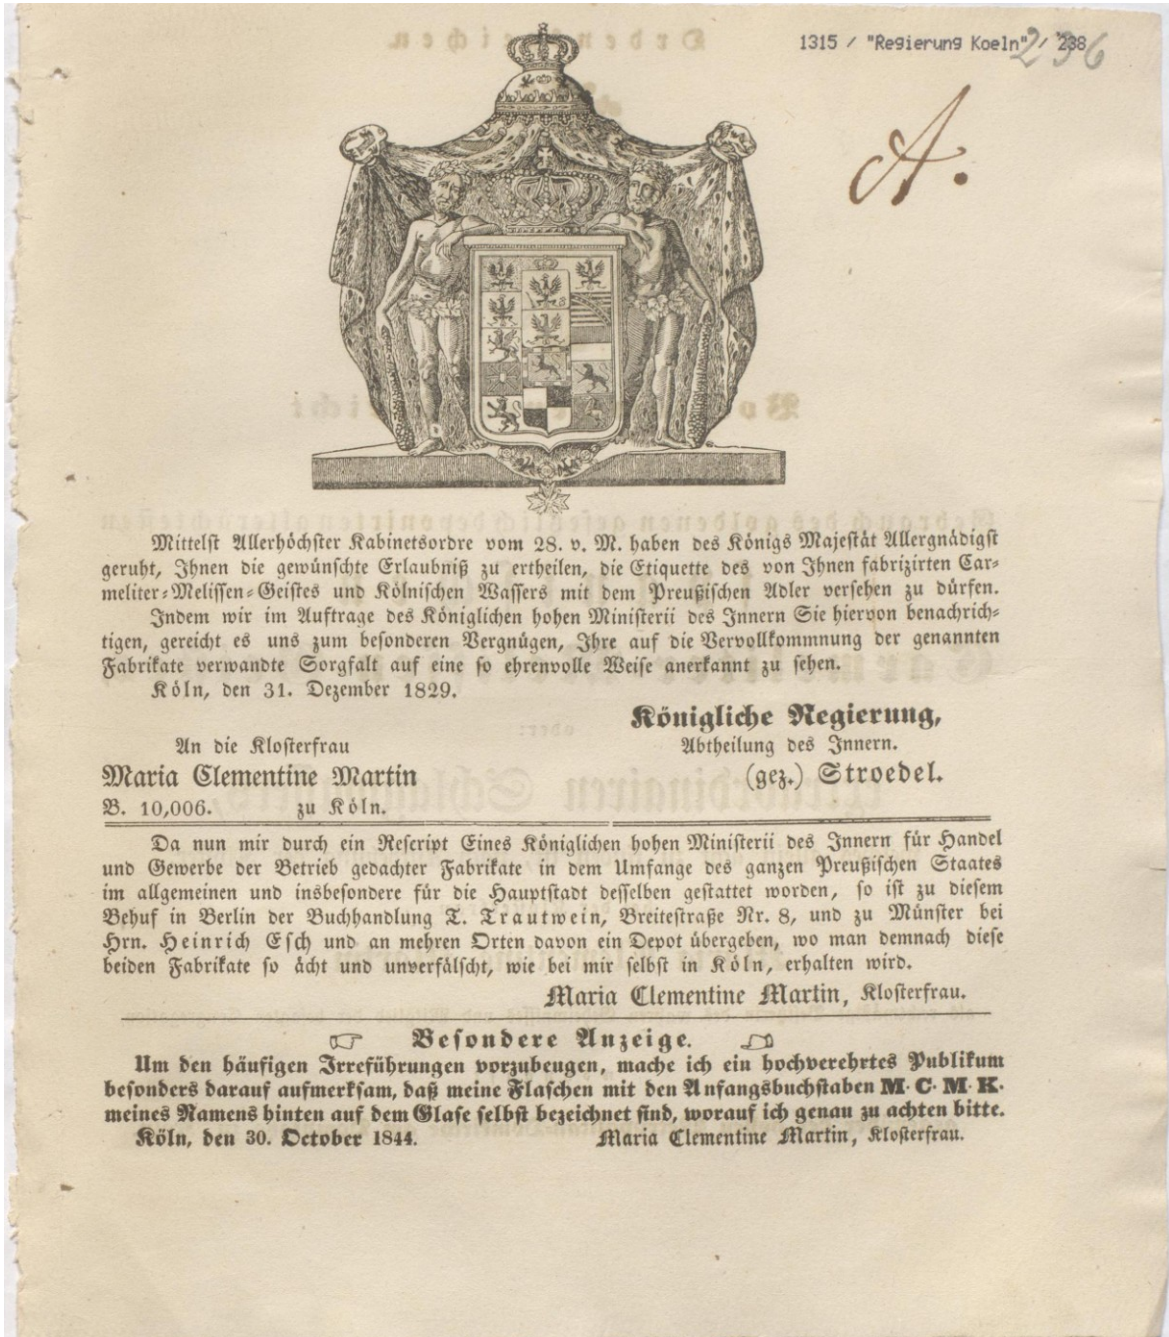 1315 / "Regierung Koeln" / 238
236
A.
Mittelst Allerhöchster Kabinetsordre vom 28. v. M. haben des Königs Majestät Allergnädigst
geruht, Ihnen die gewünschte Erlaubniß zu ertheilen, die Etiquette des von Ihnen fabrizirten Car-
meliter-Melissen-Geistes und Kölnischen Wassers mit dem Preußischen Adler versehen zu dürfen.
Indem wir im Auftrage des Königlichen hohen Ministerii des Innern Sie hiervon benachrich-
tigen, gereicht es uns zum besonderen Vergnügen, Ihre auf die Vervollkommnung der genannten
Fabrikate verwandte Sorgfalt auf eine so ehrenvolle Weise anerkannt zu sehen.
Köln, den 31. Dezember 1829.
Königliche Regierung,
An die Klosterfrau
Abtheilung des Innern.
Maria Clementine Martin
(gez.) Stroedel.
B. 10,006. zu Köln.
Da nun mir durch ein Rescript Eines Königlichen hohen Ministerii des Innern für Handel
und Gewerbe der Betrieb gedachter Fabrikate in dem Umfange des ganzen Preußischen Staates
im allgemeinen und insbesondere für die Hauptstadt desselben gestattet worden, so ist zu diesem
Behuf in Berlin der Buchhandlung T. Trautwein, Breitestraße Nr. 8, und zu Münster bei
Hrn. Heinrich Esch und an mehren Orten davon ein Depot übergeben, wo man demnach diese
beiden Fabrikate so ächt und unverfälscht, wie bei mir selbst in Köln, erhalten wird.
Maria Clementine Martin, Klosterfrau.
Besondere Anzeige.
Um den häufigen Irreführungen vorzubeugen, mache ich ein hochverehrtes Publikum
besonders darauf aufmerksam, daß meine Flaschen mit den Anfangsbuchstaben M. C. M. K.
meines Namens hinten auf dem Glase selbst bezeichnet sind, worauf ich genau zu achten bitte.
Köln, den 30. October 1844. Maria Clementine Martin, Klosterfrau.